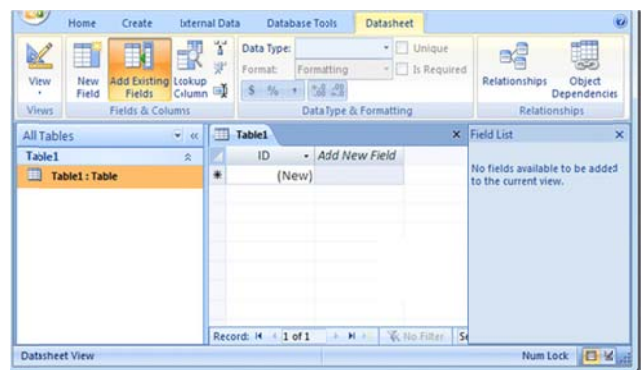 Home Create External Data Database Tools Datasheet
View
Views
New Field
Add Existing Fields
Lookup Column
Fields & Columns
Data Type: Unique
Format: Formatting Is Required
$ % ,
Data Type & Formatting
Relationships
Object Dependencies
Relationships
All Tables
Table1
Table1 : Table
Table1
ID Add New Field
(New)
Field List
No fields available to be added
to the current view.
Record: 1 of 1 No Filter Se
Datasheet View Num Lock